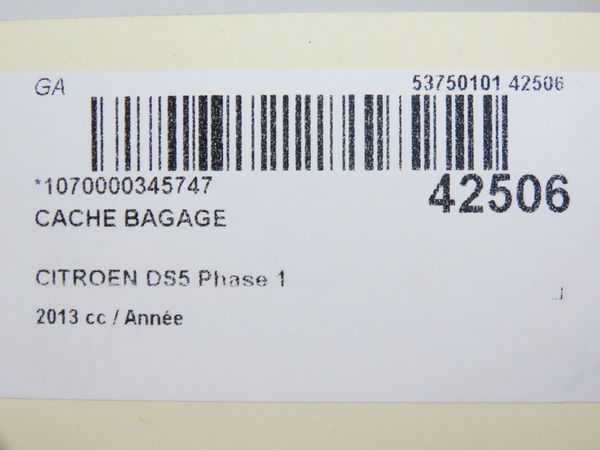 GA 53750101 42506
*1070000345747 42506
CACHE BAGAGE
CITROEN DS5 Phase 1
2013 cc / Année